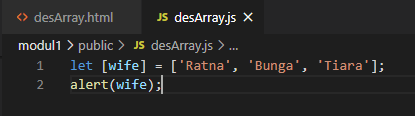 <> desArray.html JS desArray.js ×
modul1 > public > JS desArray.js > ...
1 let [wife] = ['Ratna', 'Bunga', 'Tiara'];
2 alert(wife);